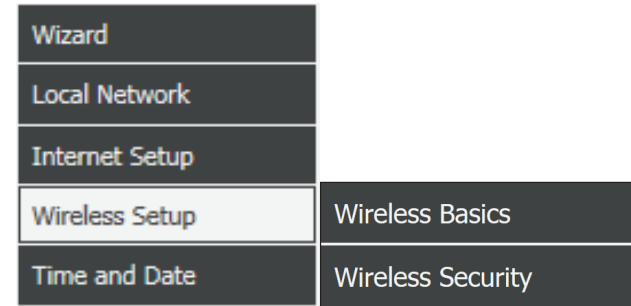 Wizard
Local Network
Internet Setup
Wireless Setup
Wireless Basics
Time and Date
Wireless Security